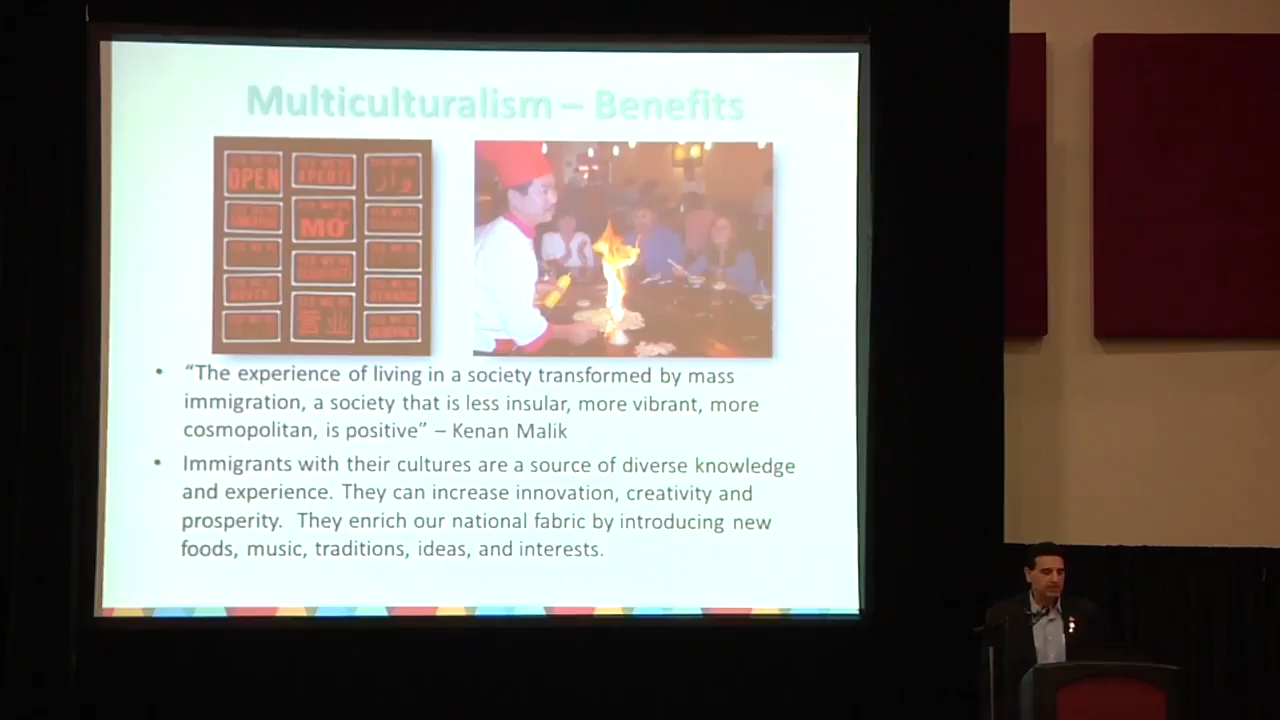 Multiculturalism – Benefits
OPEN
MO
营业
• “The experience of living in a society transformed by mass
immigration, a society that is less insular, more vibrant, more
cosmopolitan, is positive” – Kenan Malik
• Immigrants with their cultures are a source of diverse knowledge
and experience. They can increase innovation, creativity and
prosperity. They enrich our national fabric by introducing new
foods, music, traditions, ideas, and interests.